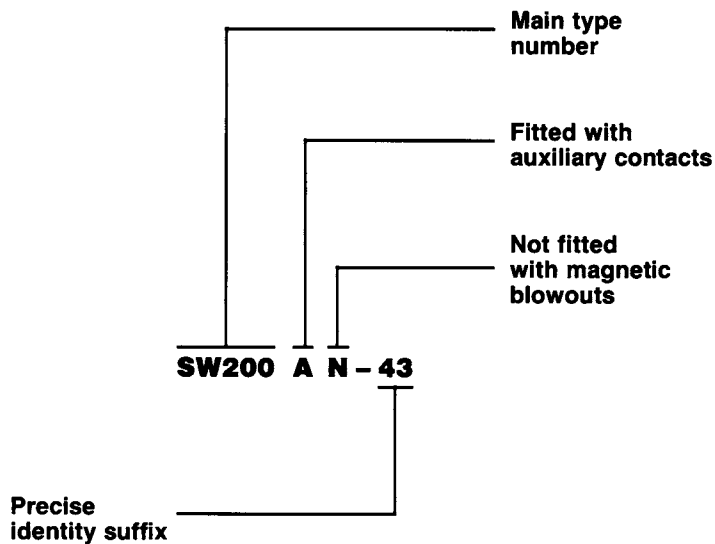 Main type
number
Fitted with
auxiliary contacts
Not fitted
with magnetic
blowouts
SW200 A N – 43
Precise
identity suffix